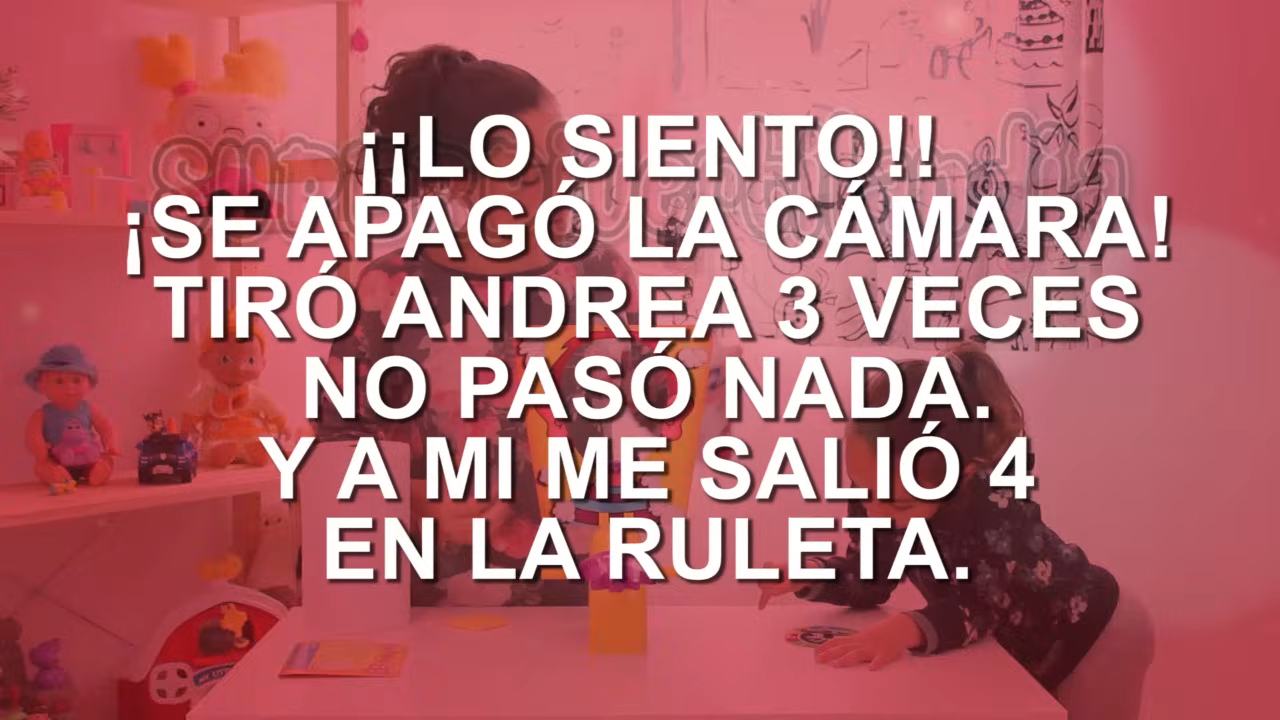 ¡¡LO SIENTO!!
¡SE APAGÓ LA CÁMARA!
TIRÓ ANDREA 3 VECES
NO PASÓ NADA.
Y A MI ME SALIÓ 4
EN LA RULETA.